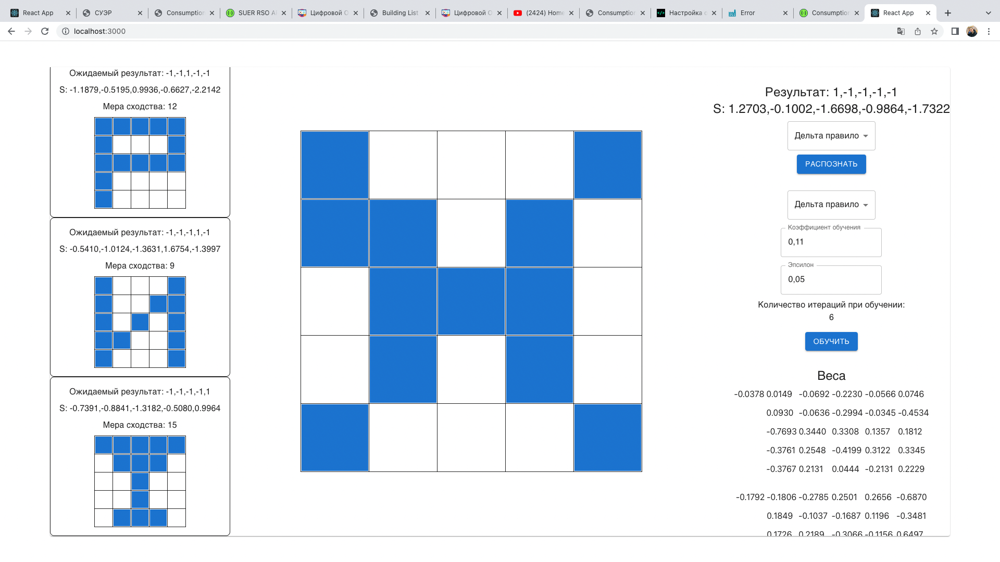 React App
СУЭР
Consumption
SUER RSO A
Цифровой О
Building List
Цифровой О
(2424) Home
Consumption
Настройка с
Error
Consumption
React App
localhost:3000
Ожидаемый результат: -1,-1,1,-1,-1
S: -1.1879,-0.5195,0.9936,-0.6627,-2.2142
Мера сходства: 12
Ожидаемый результат: -1,-1,-1,1,-1
S: -0.5410,-1.0124,-1.3631,1.6754,-1.3997
Мера сходства: 9
Ожидаемый результат: -1,-1,-1,-1,1
S: -0.7391,-0.8841,-1.3182,-0.5080,0.9964
Мера сходства: 15
Результат: 1,-1,-1,-1,-1
S: 1.2703,-0.1002,-1.6698,-0.9864,-1.7322
Дельта правило
РАСПОЗНАТЬ
Дельта правило
Коэффициент обучения
0,11
Эпсилон
0,05
Количество итераций при обучении:
6
ОБУЧИТЬ
Веса
-0.0378 0.0149 -0.0692 -0.2230 -0.0566 0.0746
0.0930 -0.0636 -0.2994 -0.0345 -0.4534
-0.7693 0.3440 0.3308 0.1357 0.1812
-0.3761 0.2548 -0.4199 0.3122 0.3345
-0.3767 0.2131 0.0444 -0.2131 0.2229
-0.1792 -0.1806 -0.2785 0.2501 0.2656 -0.6870
0.1849 -0.1037 -0.1687 0.1196 -0.3481
0.1726 0.2189 -0.3066 -0.1156 0.6497